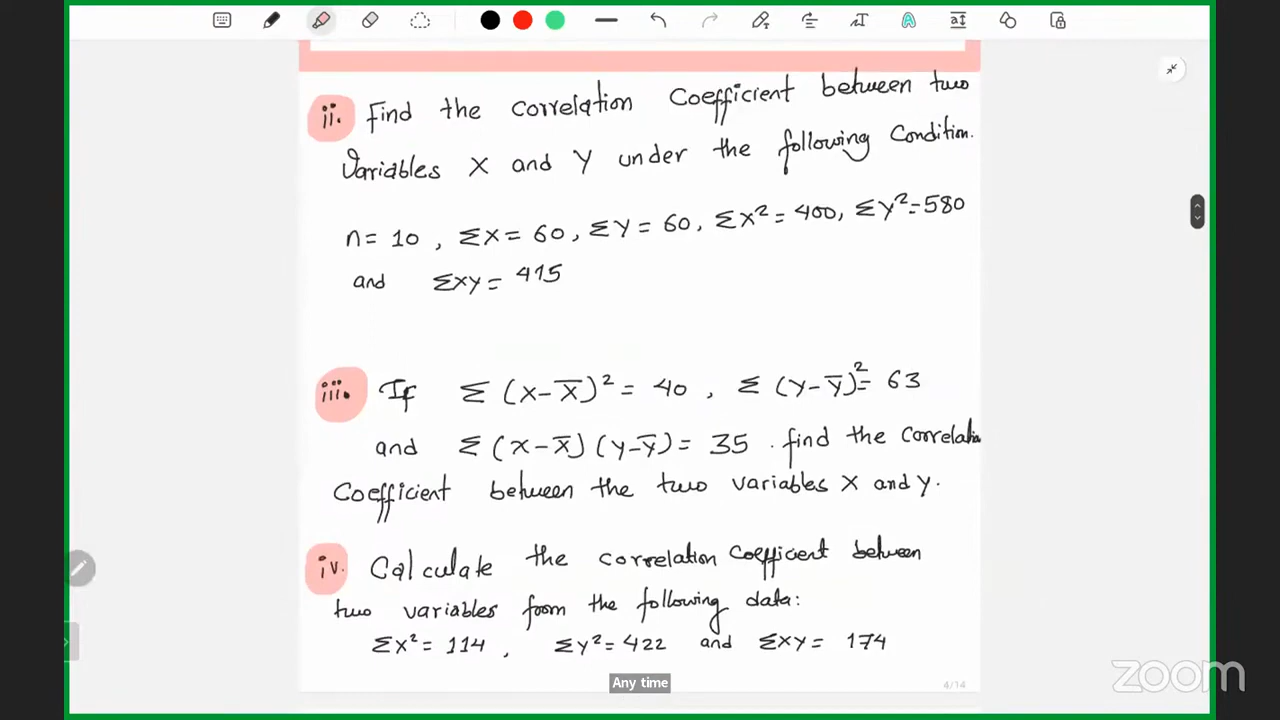 ii. Find the correlation Coefficient between two
Variables X and Y under the following Condition.
n = 10 , ΣX = 60, ΣY = 60, ΣX² = 400, ΣY² = 580
and ΣXY = 415
iii. If Σ (X-X̅)² = 40 , Σ (Y-Y̅)² = 63
and Σ (X-X̅) (Y-Y̅) = 35 . find the correlatio
Coefficient between the two variables X and Y.
iv. Calculate the correlation Coefficient between
two variables from the following data:
ΣX² = 114 , ΣY² = 422 and ΣXY = 174
Any time
4/14
zoom